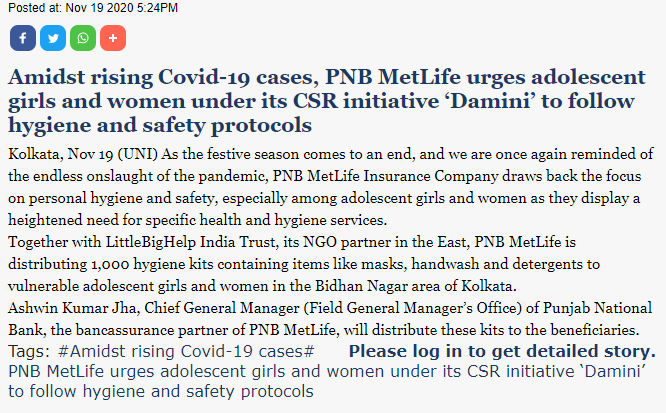 Posted at: Nov 19 2020 5:24PM
Amidst rising Covid-19 cases, PNB MetLife urges adolescent
girls and women under its CSR initiative ‘Damini’ to follow
hygiene and safety protocols
Kolkata, Nov 19 (UNI) As the festive season comes to an end, and we are once again reminded of
the endless onslaught of the pandemic, PNB MetLife Insurance Company draws back the focus
on personal hygiene and safety, especially among adolescent girls and women as they display a
heightened need for specific health and hygiene services.
Together with LittleBigHelp India Trust, its NGO partner in the East, PNB MetLife is
distributing 1,000 hygiene kits containing items like masks, handwash and detergents to
vulnerable adolescent girls and women in the Bidhan Nagar area of Kolkata.
Ashwin Kumar Jha, Chief General Manager (Field General Manager’s Office) of Punjab National
Bank, the bancassurance partner of PNB MetLife, will distribute these kits to the beneficiaries.
Tags: #Amidst rising Covid-19 cases# Please log in to get detailed story.
PNB MetLife urges adolescent girls and women under its CSR initiative ‘Damini’
to follow hygiene and safety protocols